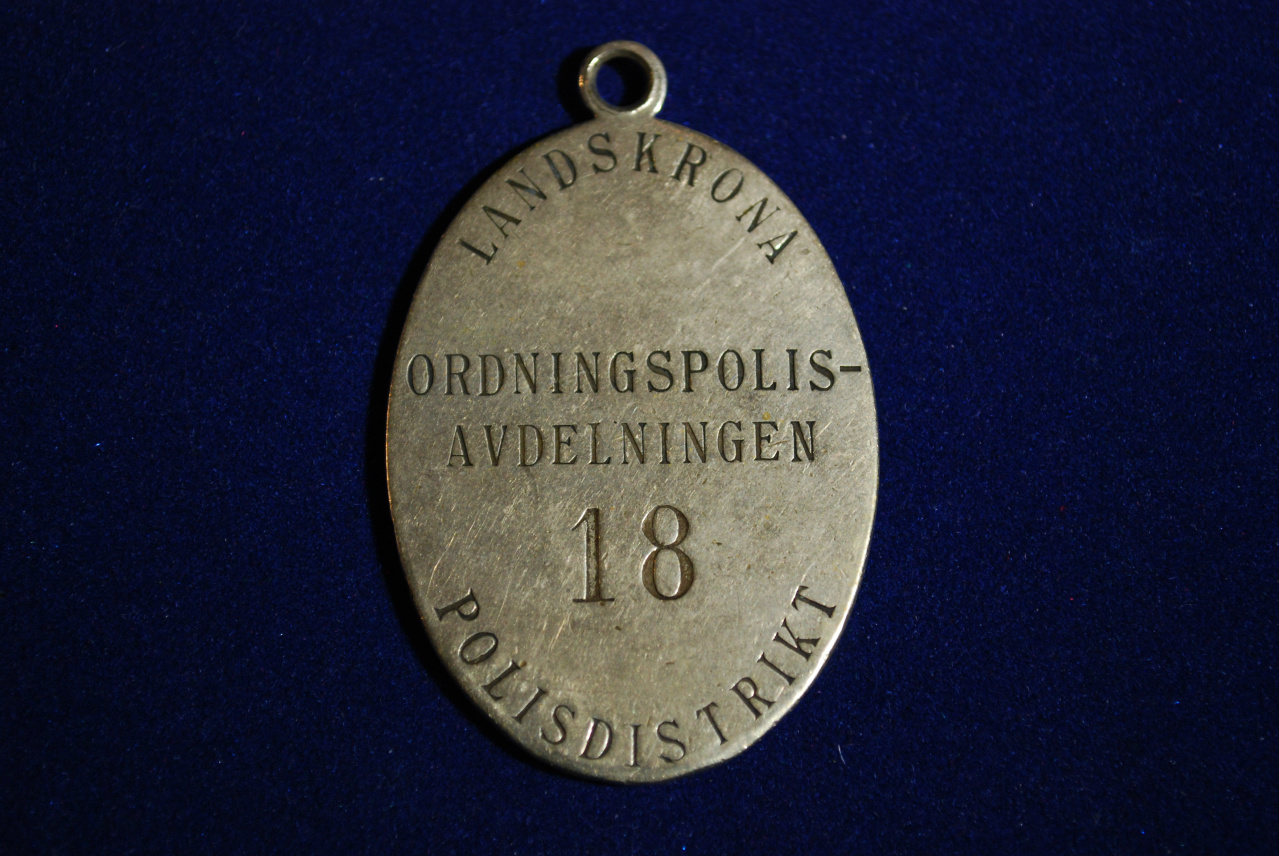 LANDSKRONA
ORDNINGSPOLIS-
AVDELNINGEN
18
POLISDISTRIKT